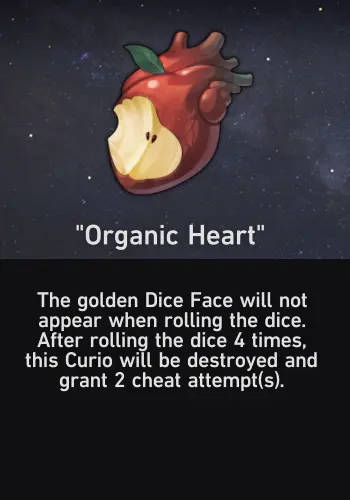 "Organic Heart"
The golden Dice Face will not
appear when rolling the dice.
After rolling the dice 4 times,
this Curio will be destroyed and
grant 2 cheat attempt(s).